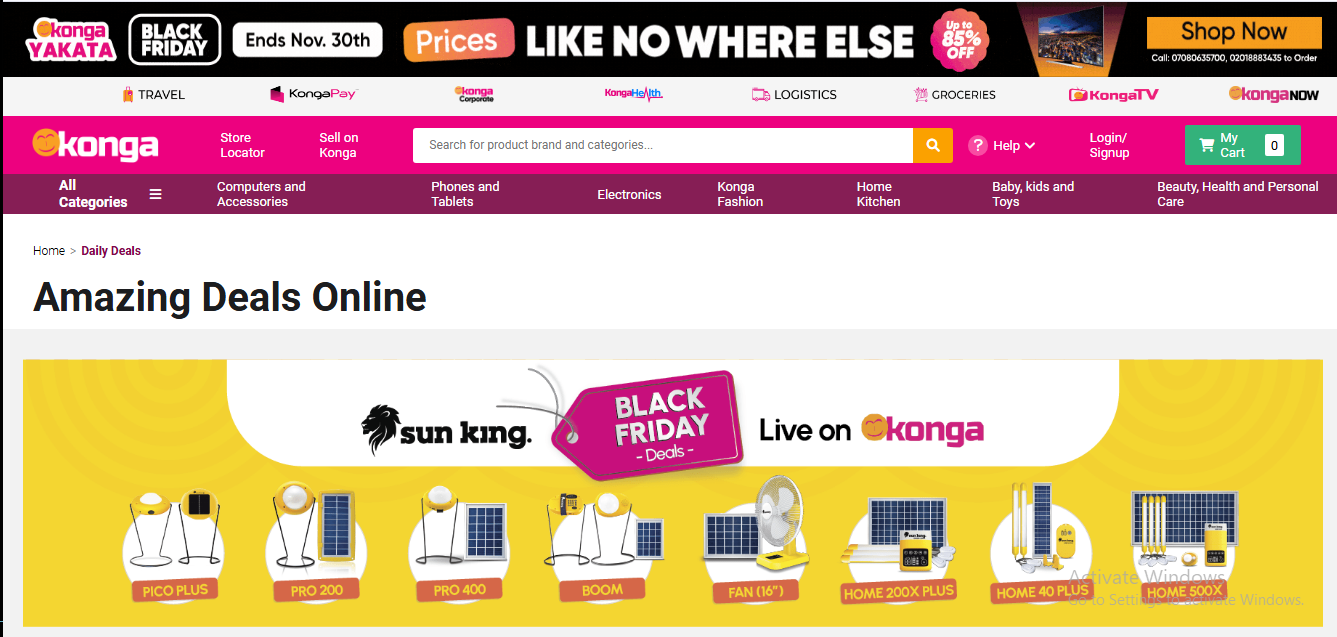 konga
YAKATA
BLACK
FRIDAY
Ends Nov. 30th
Prices
LIKE NO WHERE ELSE
Up to
85%
OFF
Shop Now
Call: 07080635700, 02018883435 to Order
TRAVEL
KongaPay
konga
Corporate
KongaHealth
LOGISTICS
GROCERIES
KongaTV
kongaNOW
konga
Store
Locator
Sell on
Konga
Search for product brand and categories...
? Help
Login/
Signup
My
Cart
0
All
Categories
Computers and
Accessories
Phones and
Tablets
Electronics
Konga
Fashion
Home
Kitchen
Baby, kids and
Toys
Beauty, Health and Personal
Care
Home > Daily Deals
Amazing Deals Online
sun king.
BLACK
FRIDAY
- Deals -
Live on konga
PICO PLUS
PRO 200
PRO 400
BOOM
FAN (16")
HOME 200X PLUS
HOME 40 PLUS
HOME 500X
sun king
Activate Windows
Go to Settings to activate Windows.